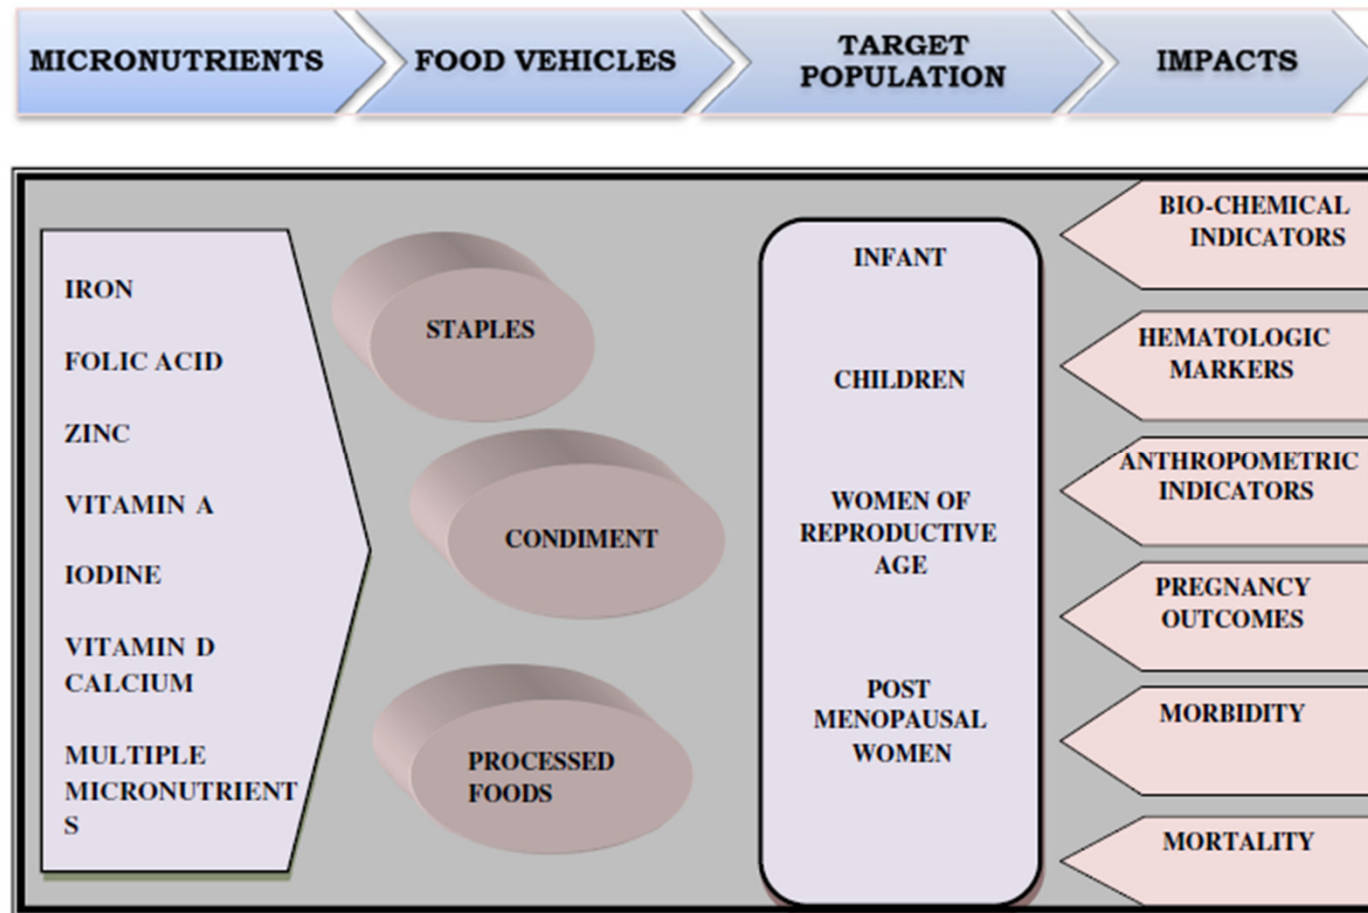 MICRONUTRIENTS
FOOD VEHICLES
TARGET
POPULATION
IMPACTS
IRON
FOLIC ACID
ZINC
VITAMIN A
IODINE
VITAMIN D
CALCIUM
MULTIPLE
MICRONUTRIENT
S
STAPLES
CONDIMENT
PROCESSED
FOODS
INFANT
CHILDREN
WOMEN OF
REPRODUCTIVE
AGE
POST
MENOPAUSAL
WOMEN
BIO-CHEMICAL
INDICATORS
HEMATOLOGIC
MARKERS
ANTHROPOMETRIC
INDICATORS
PREGNANCY
OUTCOMES
MORBIDITY
MORTALITY